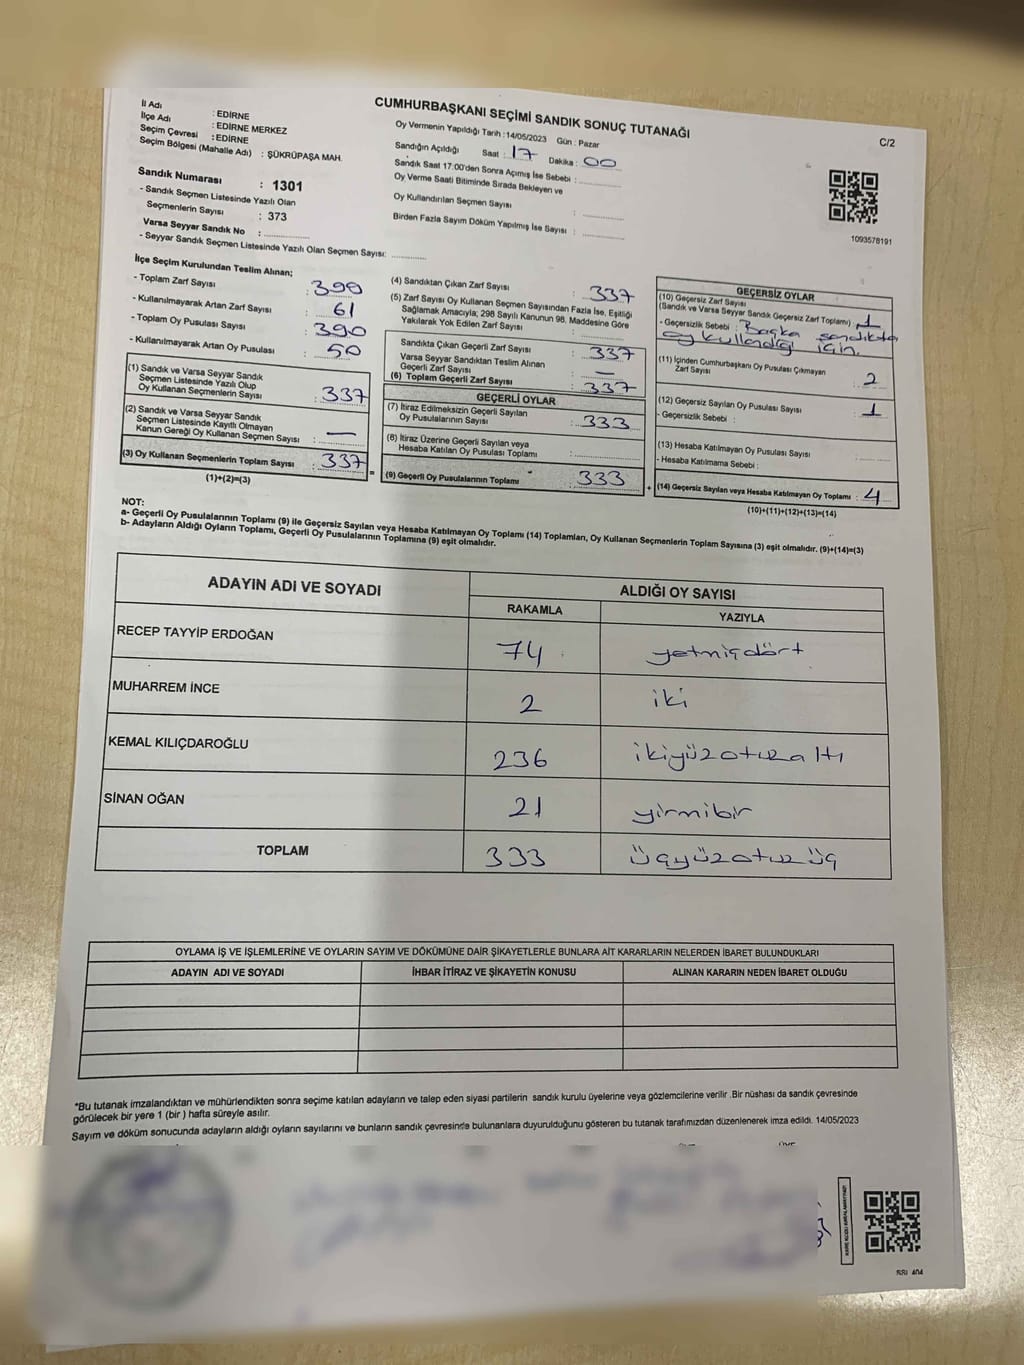 CUMHURBAŞKANI SEÇİMİ SANDIK SONUÇ TUTANAĞI
C/2
İl Adı : EDİRNE
İlçe Adı : EDİRNE MERKEZ
Seçim Çevresi : EDİRNE
Seçim Bölgesi (Mahalle Adı) : ŞÜKRÜPAŞA MAH.
Sandık Numarası : 1301
- Sandık Seçmen Listesinde Yazılı Olan
Seçmenlerin Sayısı : 373
Varsa Seyyar Sandık No :
- Seyyar Sandık Seçmen Listesinde Yazılı Olan Seçmen Sayısı:
Oy Vermenin Yapıldığı Tarih :14/05/2023 Gün : Pazar
Sandığın Açıldığı Saat : 17 Dakika : 00
Sandık Saat 17:00'den Sonra Açımış İse Sebebi :
Oy Verme Saati Bitiminde Sırada Bekleyen ve
Oy Kullandırılan Seçmen Sayısı :
Birden Fazla Sayım Döküm Yapılmış İse Sayısı :
1093578191
İlçe Seçim Kurulundan Teslim Alınan;
- Toplam Zarf Sayısı :
- Kullanılmayarak Artan Zarf Sayısı : 61
- Toplam Oy Pusulası Sayısı : 390
- Kullanılmayarak Artan Oy Pusulası : 50
(1) Sandık ve Varsa Seyyar Sandık
Seçmen Listesinde Yazılı Olup
Oy Kullanan Seçmenlerin Sayısı : 337
(2) Sandık ve Varsa Seyyar Sandık
Seçmen Listesinde Kayıtlı Olmayan
Kanun Gereği Oy Kullanan Seçmen Sayısı : —
(3) Oy Kullanan Seçmenlerin Toplam Sayısı : 337
(1)+(2)=(3)
(4) Sandıktan Çıkan Zarf Sayısı : 337
(5) Zarf Sayısı Oy Kullanan Seçmen Sayısından Fazla İse, Eşitliği
Sağlamak Amacıyla; 298 Sayılı Kanunun 98. Maddesine Göre
Yakılarak Yok Edilen Zarf Sayısı :
Sandıkta Çıkan Geçerli Zarf Sayısı : 337
Varsa Seyyar Sandıktan Teslim Alınan
Geçerli Zarf Sayısı : —
(6) Toplam Geçerli Zarf Sayısı : 337
GEÇERLİ OYLAR
(7) İtiraz Edilmeksizin Geçerli Sayılan
Oy Pusulalarının Sayısı : 333
(8) İtiraz Üzerine Geçerli Sayılan veya
Hesaba Katılan Oy Pusulası Toplamı :
= (9) Geçerli Oy Pusulalarının Toplamı : 333
GEÇERSİZ OYLAR
(10) Geçersiz Zarf Sayısı
(Sandık ve Varsa Seyyar Sandık Geçersiz Zarf Toplamı) : 1
- Geçersizlik Sebebi : Başka sandıkta
oy kullandığı için.
(11) İçinden Cumhurbaşkanı Oy Pusulası Çıkmayan
Zarf Sayısı : 2
(12) Geçersiz Sayılan Oy Pusulası Sayısı : 1
- Geçersizlik Sebebi :
(13) Hesaba Katılmayan Oy Pusulası Sayısı :
- Hesaba Katılmama Sebebi :
+ (14) Geçersiz Sayılan veya Hesaba Katılmayan Oy Toplamı : 4
(10)+(11)+(12)+(13)=(14)
NOT:
a- Geçerli Oy Pusulalarının Toplamı (9) ile Geçersiz Sayılan veya Hesaba Katılmayan Oy Toplamı (14) Toplamları, Oy Kullanan Seçmenlerin Toplam Sayısına (3) eşit olmalıdır. (9)+(14)=(3)
b- Adayların Aldığı Oyların Toplamı, Geçerli Oy Pusulalarının Toplamına (9) eşit olmalıdır.
ADAYIN ADI VE SOYADI
ALDIĞI OY SAYISI
RAKAMLA YAZIYLA
RECEP TAYYİP ERDOĞAN 74 yetmişdört
MUHARREM İNCE 2 iki
KEMAL KILIÇDAROĞLU 236 ikiyüzotuzaltı
SİNAN OĞAN 21 yirmibir
TOPLAM 333 üçyüzotuzüç
OYLAMA İŞ VE İŞLEMLERİNE VE OYLARIN SAYIM VE DÖKÜMÜNE DAİR ŞİKAYETLERLE BUNLARA AİT KARARLARIN NELERDEN İBARET BULUNDUKLARI
ADAYIN ADI VE SOYADI İHBAR İTİRAZ VE ŞİKAYETİN KONUSU ALINAN KARARIN NEDEN İBARET OLDUĞU
*Bu tutanak imzalandıktan ve mühürlendikten sonra seçime katılan adayların ve talep eden siyasi partilerin sandık kurulu üyelerine veya gözlemcilerine verilir .Bir nüshası da sandık çevresinde
görülecek bir yere 1 (bir ) hafta süreyle asılır.
Sayım ve döküm sonucunda adayların aldığı oyların sayılarını ve bunların sandık çevresinde bulunanlara duyurulduğunu gösteren bu tutanak tarafımızdan düzenlenerek imza edildi. 14/05/2023